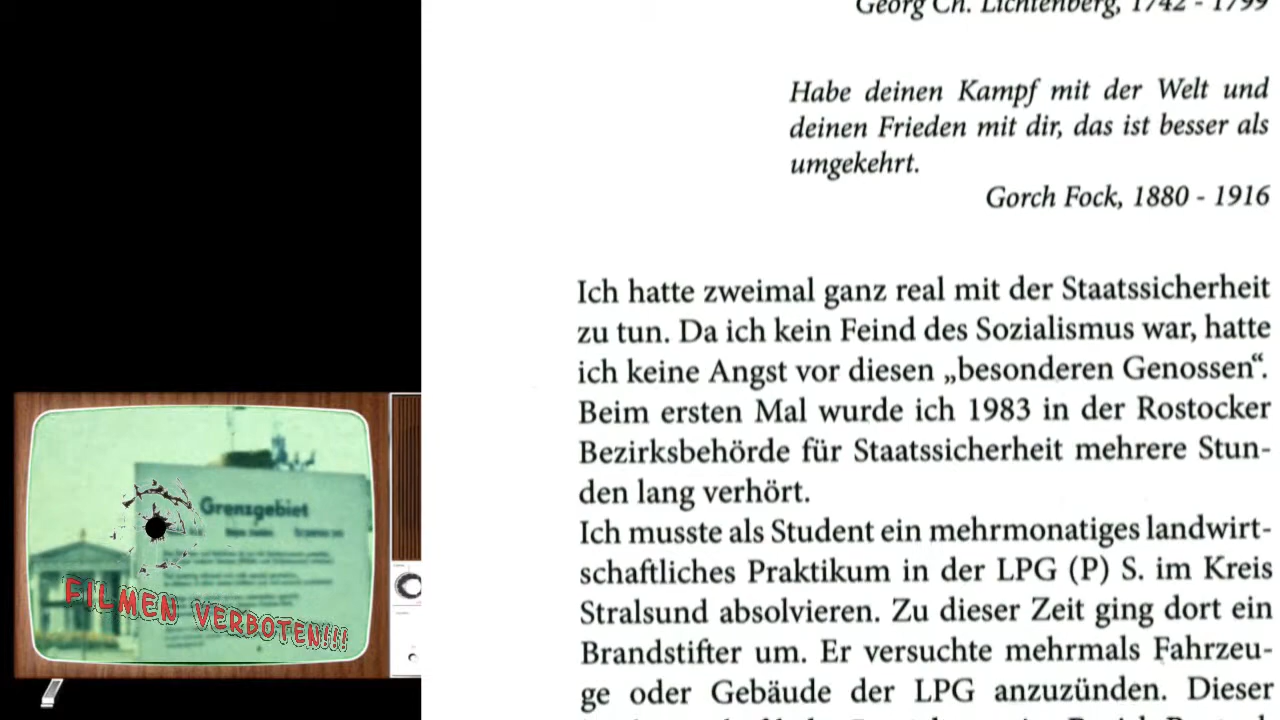 Georg Ch. Lichtenberg, 1742 - 1799
Habe deinen Kampf mit der Welt und
deinen Frieden mit dir, das ist besser als
umgekehrt.
Gorch Fock, 1880 - 1916
Ich hatte zweimal ganz real mit der Staatssicherheit
zu tun. Da ich kein Feind des Sozialismus war, hatte
ich keine Angst vor diesen „besonderen Genossen“.
Beim ersten Mal wurde ich 1983 in der Rostocker
Bezirksbehörde für Staatssicherheit mehrere Stun-
den lang verhört.
Ich musste als Student ein mehrmonatiges landwirt-
schaftliches Praktikum in der LPG (P) S. im Kreis
Stralsund absolvieren. Zu dieser Zeit ging dort ein
Brandstifter um. Er versuchte mehrmals Fahrzeu-
ge oder Gebäude der LPG anzuzünden. Dieser
Grenzgebiet
FILMEN VERBOTEN!!!